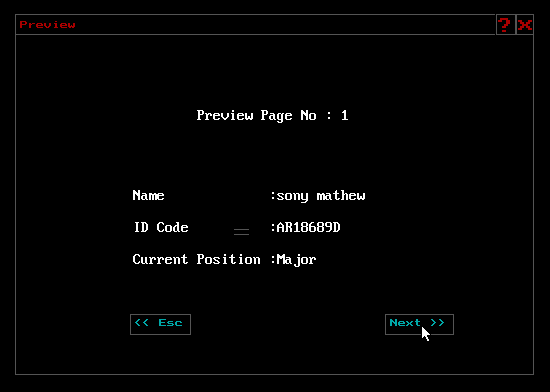 Preview ? X
Preview Page No : 1
Name :sony mathew
ID Code :AR18689D
Current Position :Major
<< Esc Next >>